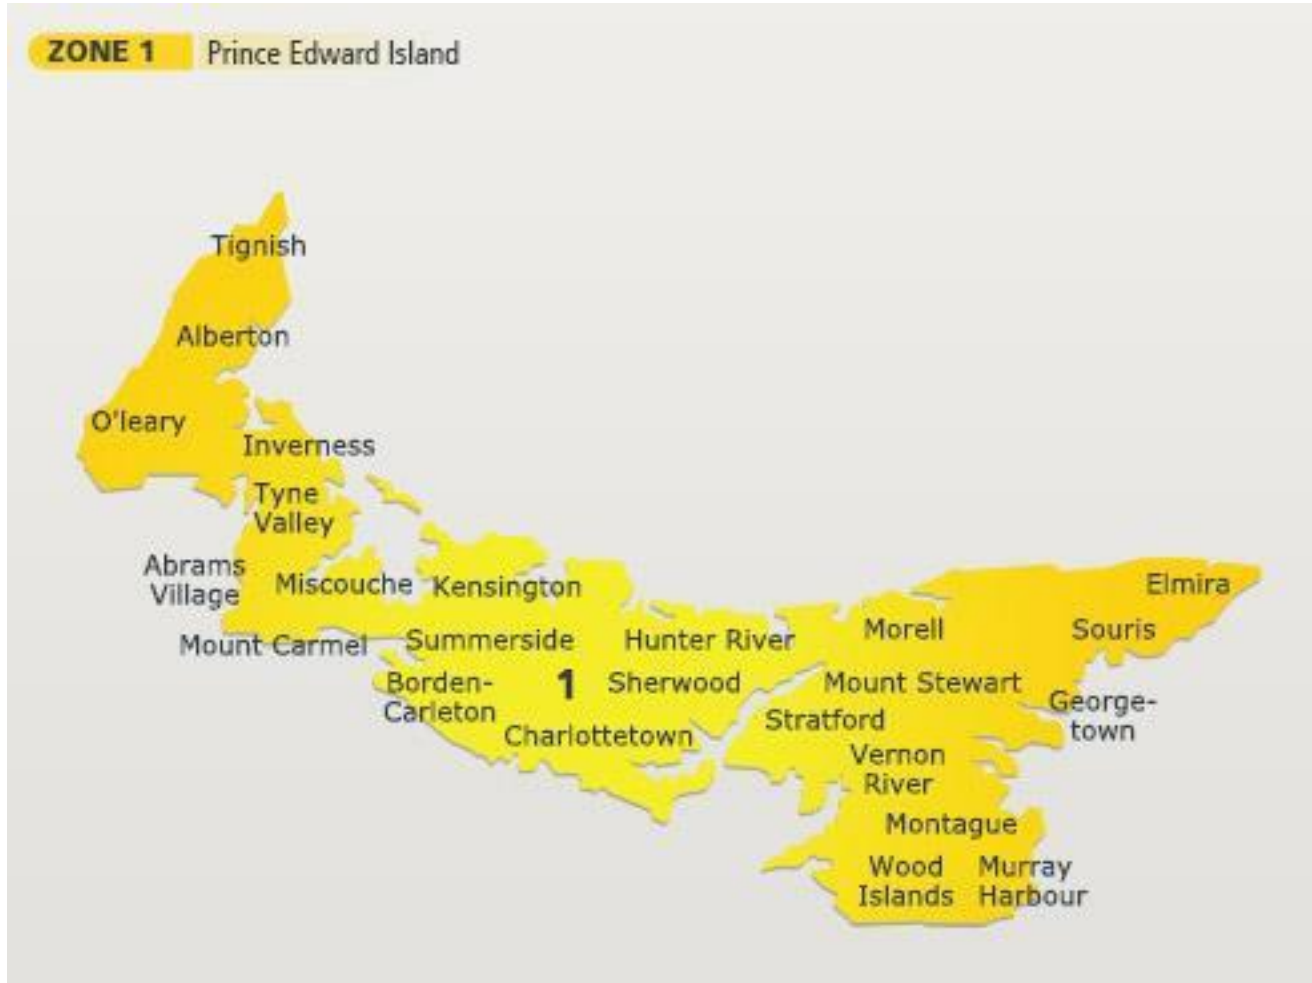 ZONE 1 Prince Edward Island
Tignish
Alberton
O'leary
Inverness
Tyne
Valley
Abrams
Village
Miscouche
Kensington
Elmira
Mount Carmel
Summerside
Hunter River
Morell
Souris
Borden-
Carleton
1
Sherwood
Mount Stewart
George-
town
Charlottetown
Stratford
Vernon
River
Montague
Wood
Islands
Murray
Harbour